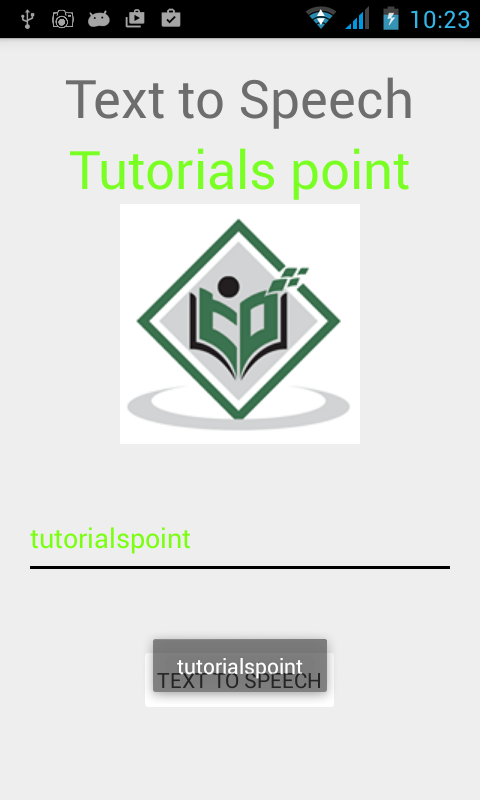 10:23
Text to Speech
Tutorials point
tutorialspoint
tutorialspoint
TEXT TO SPEECH